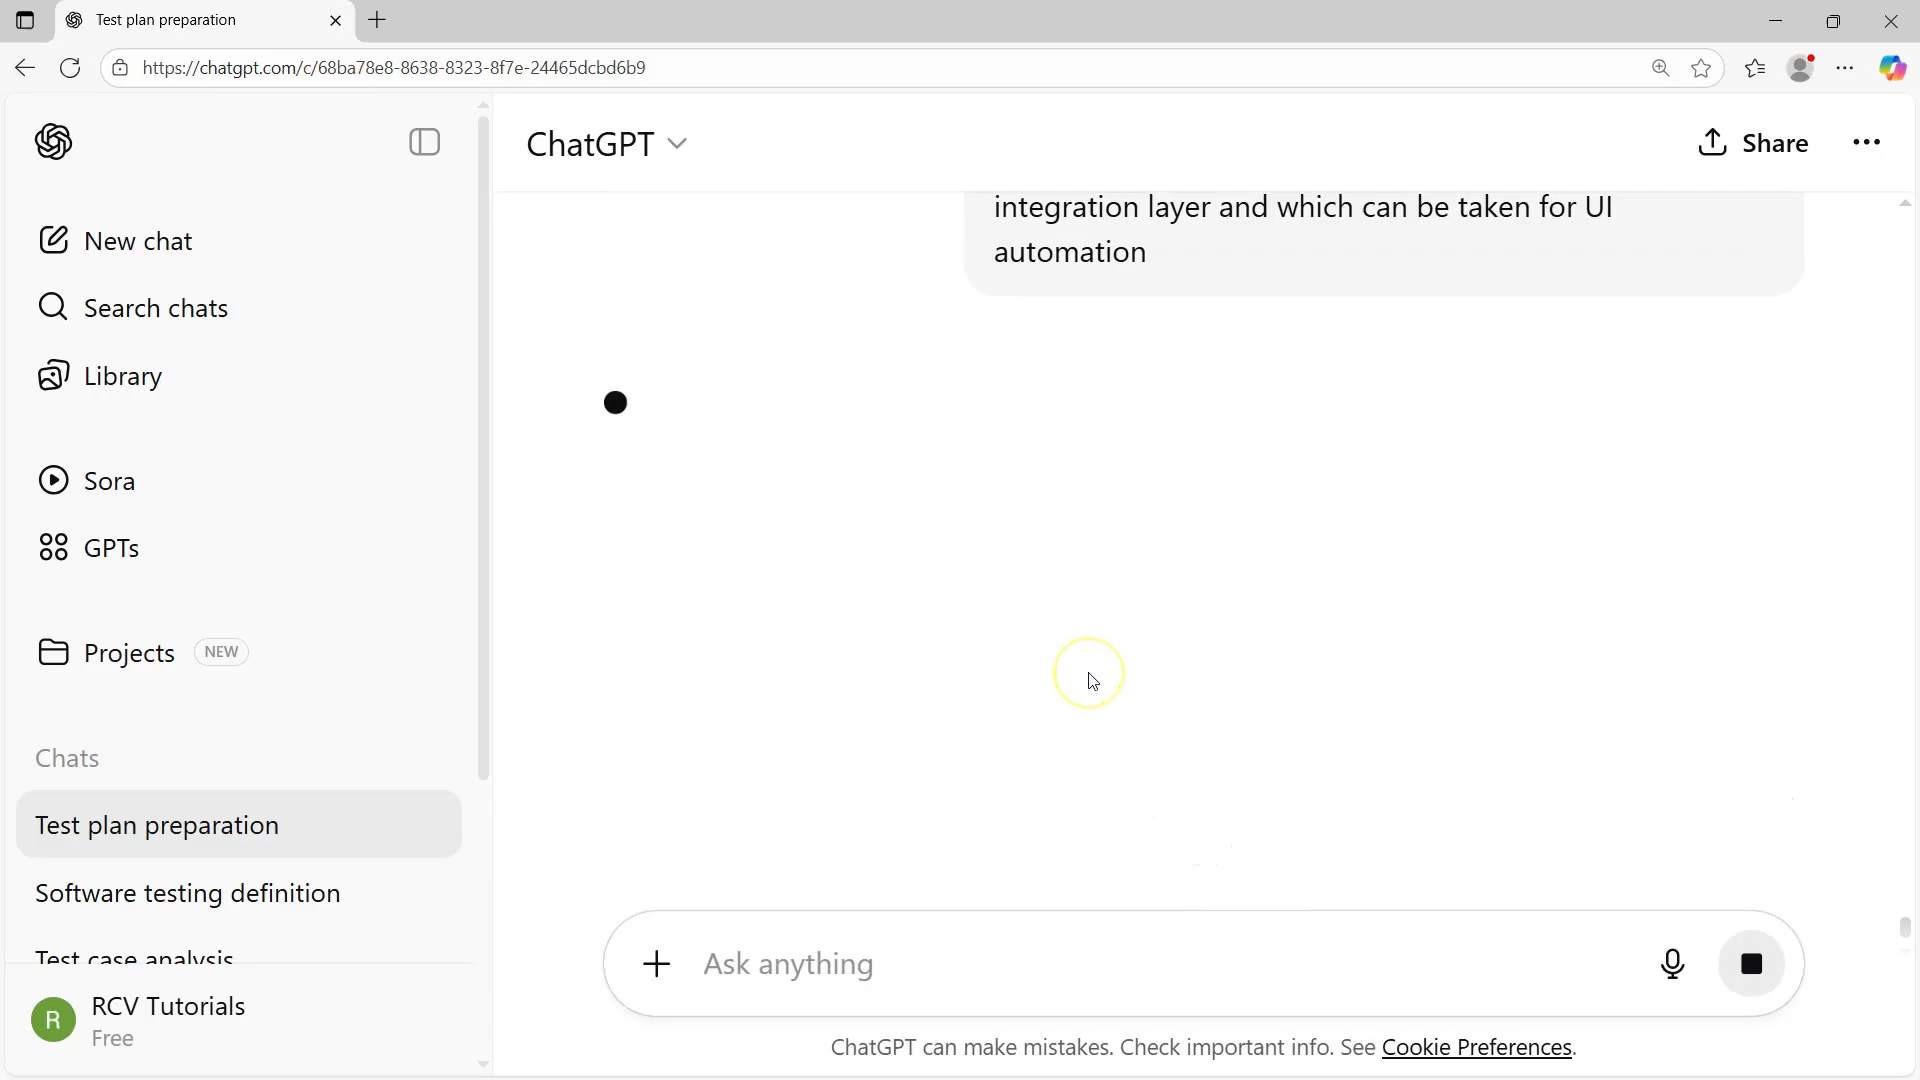 Test plan preparation
https://chatgpt.com/c/68ba78e8-8638-8323-8f7e-24465dcbd6b9
ChatGPT
Share
New chat
Search chats
Library
Sora
GPTs
Projects NEW
Chats
Test plan preparation
Software testing definition
Test case analysis
R
RCV Tutorials
Free
integration layer and which can be taken for UI
automation
Ask anything
ChatGPT can make mistakes. Check important info. See Cookie Preferences.